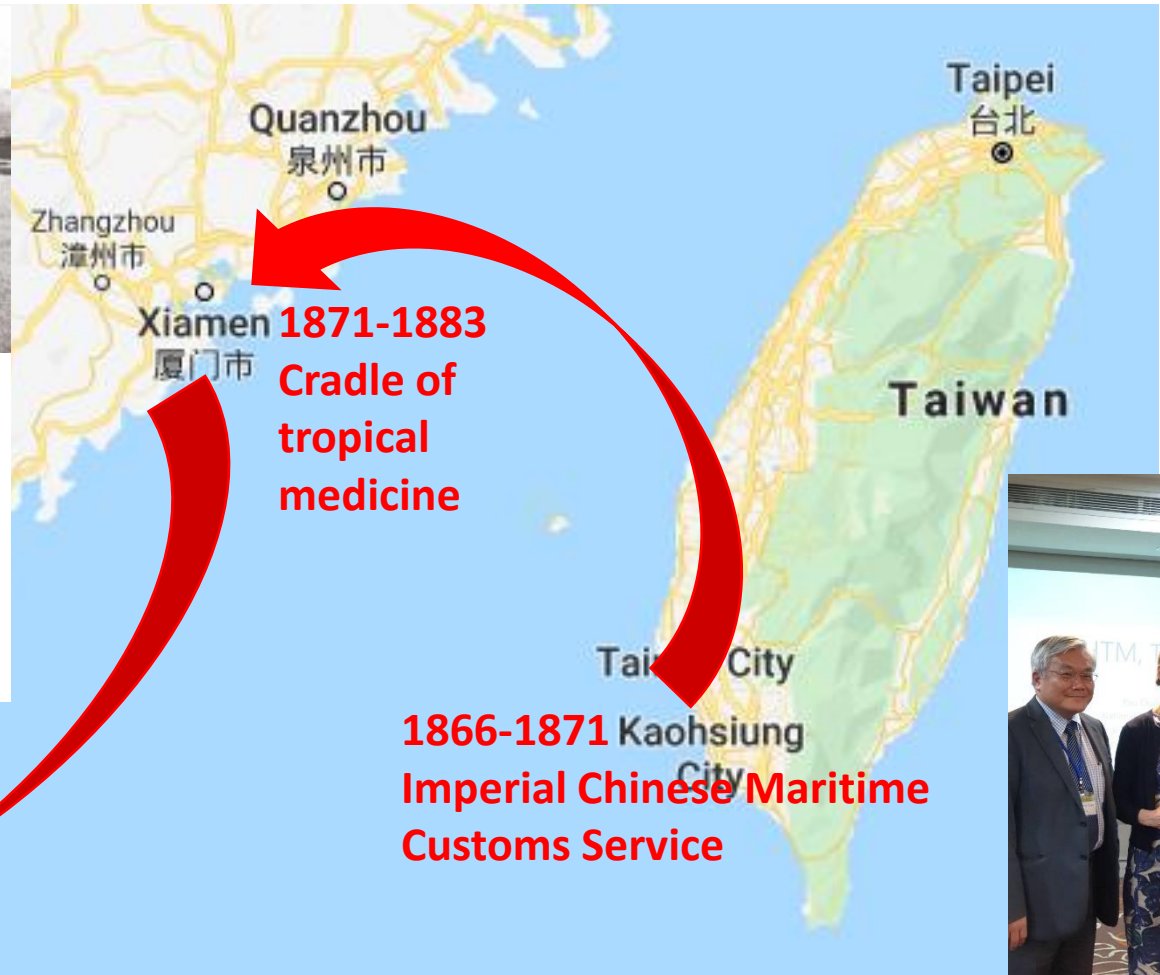 Taipei
台北
Quanzhou
泉州市
Zhangzhou
漳州市
Xiamen 1871-1883
厦门市
Cradle of
tropical
medicine
Taiwan
City
1866-1871 Kaohsiung
City
Imperial Chinese Maritime
Customs Service